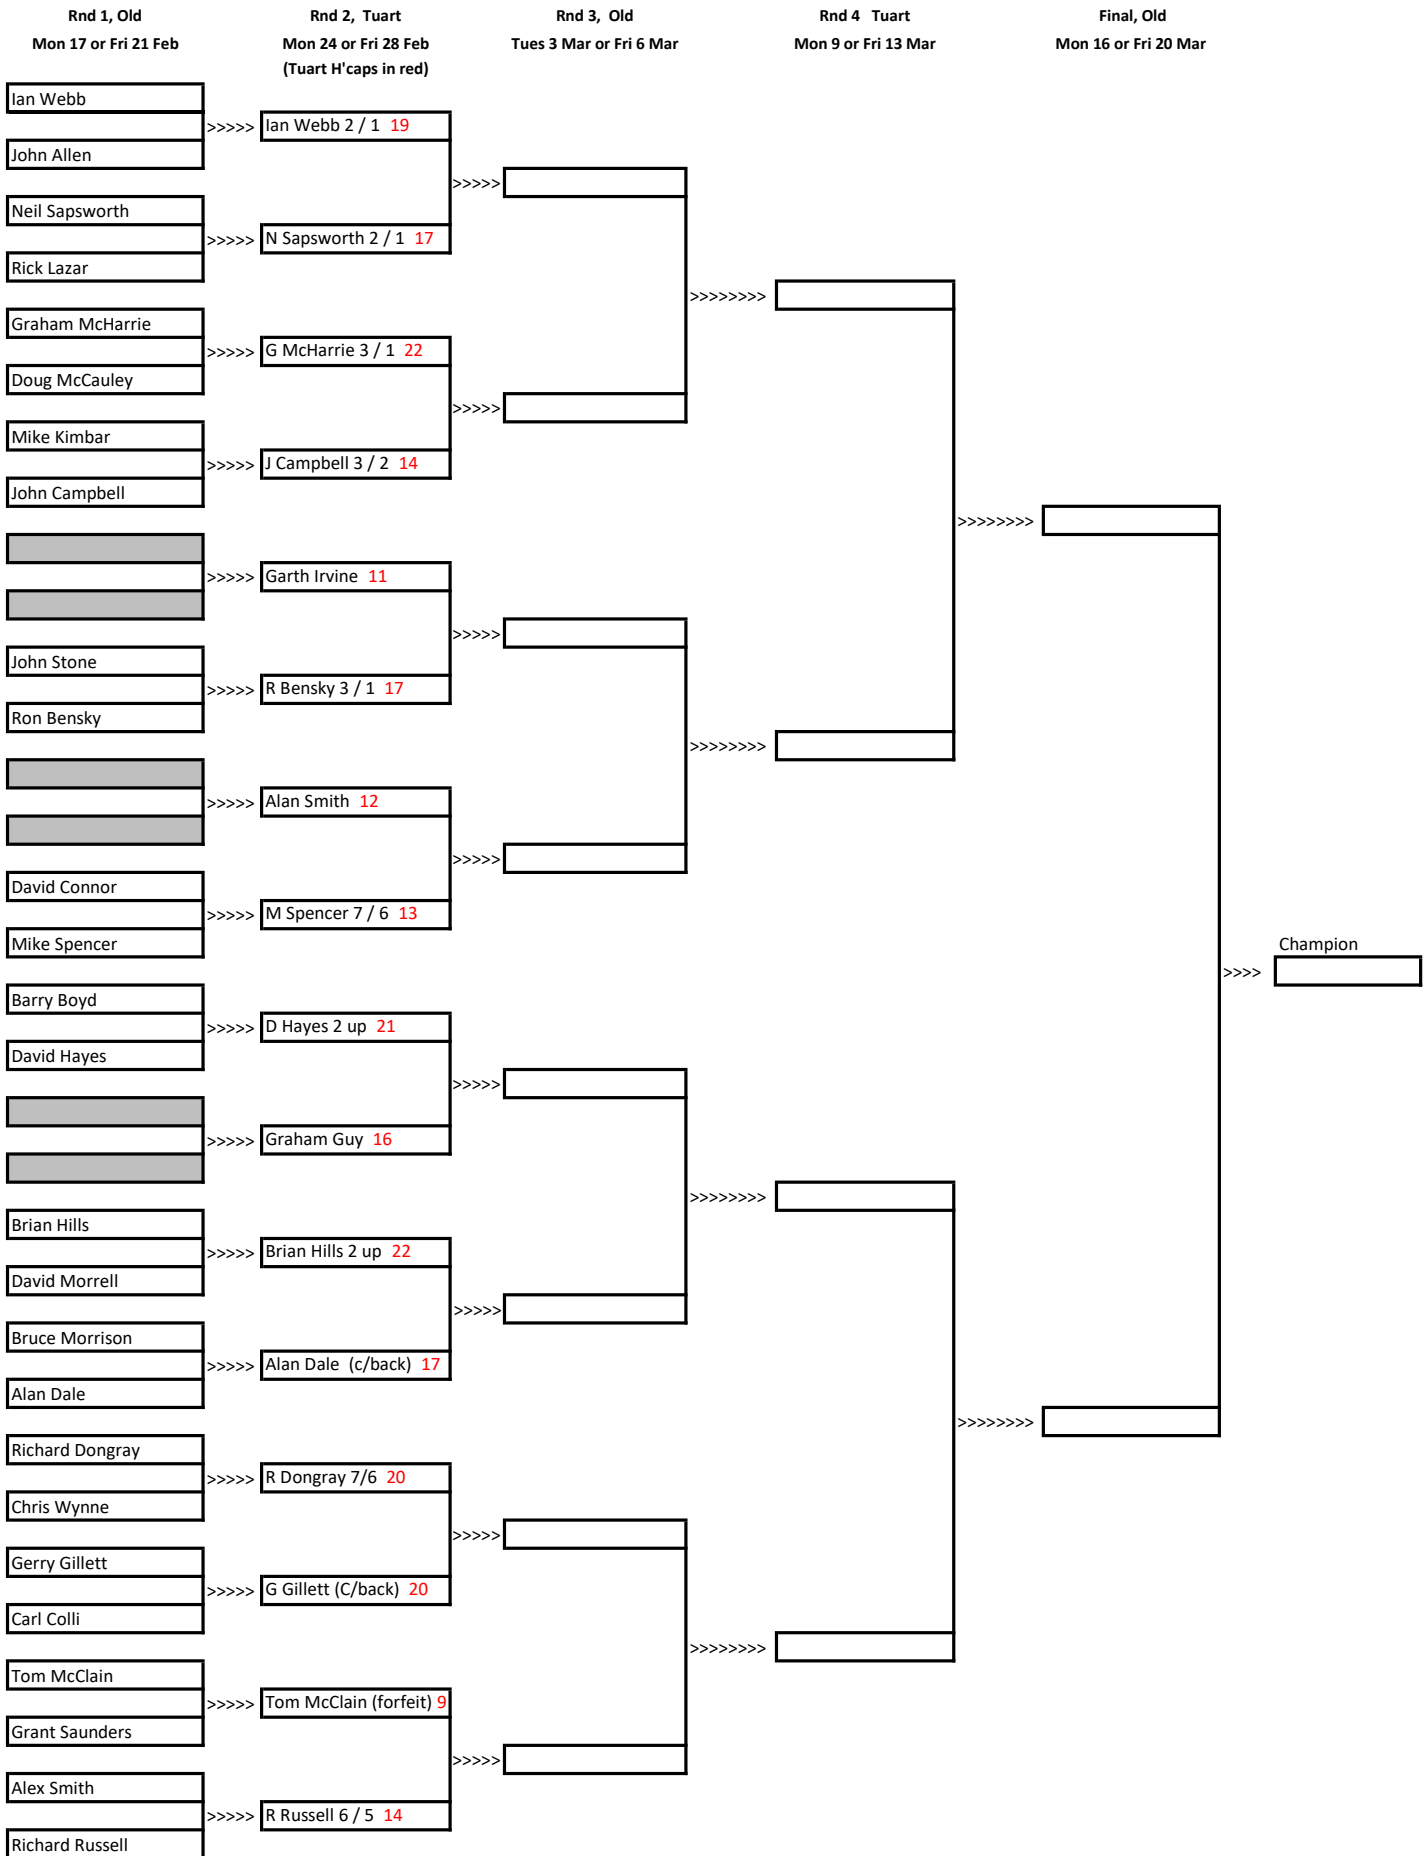 Rnd 1, Old
Rnd 2, Tuart
Rnd 3, Old
Rnd 4 Tuart
Final, Old
Mon 17 or Fri 21 Feb
Mon 24 or Fri 28 Feb
Tues 3 Mar or Fri 6 Mar
Mon 9 or Fri 13 Mar
Mon 16 or Fri 20 Mar
(Tuart H'caps in red)
Ian Webb
>>>>> Ian Webb 2 / 1 19
John Allen
>>>>>
Neil Sapsworth
>>>>> N Sapsworth 2 / 1 17
Rick Lazar
>>>>>>>>
Graham McHarrie
>>>>> G McHarrie 3 / 1 22
Doug McCauley
>>>>>
Mike Kimbar
>>>>> J Campbell 3 / 2 14
John Campbell
>>>>>>>>
>>>>> Garth Irvine 11
>>>>>
John Stone
>>>>> R Bensky 3 / 1 17
Ron Bensky
>>>>>>>>
>>>>> Alan Smith 12
>>>>>
David Connor
>>>>> M Spencer 7 / 6 13
Mike Spencer
Champion
>>>>
Barry Boyd
>>>>> D Hayes 2 up 21
David Hayes
>>>>>
>>>>> Graham Guy 16
>>>>>>>>
Brian Hills
>>>>> Brian Hills 2 up 22
David Morrell
>>>>>
Bruce Morrison
>>>>> Alan Dale (c/back) 17
Alan Dale
>>>>>>>>
Richard Dongray
>>>>> R Dongray 7/6 20
Chris Wynne
>>>>>
Gerry Gillett
>>>>> G Gillett (C/back) 20
Carl Colli
>>>>>>>>
Tom McClain
>>>>> Tom McClain (forfeit) 9
Grant Saunders
>>>>>
Alex Smith
>>>>> R Russell 6 / 5 14
Richard Russell